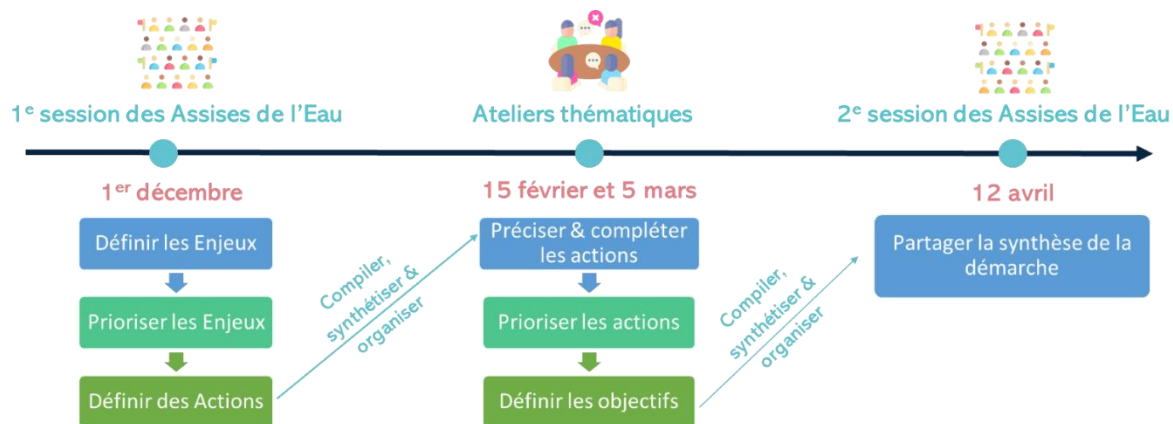 1e session des Assises de l'Eau
Ateliers thématiques
2e session des Assises de l'Eau
1er décembre
15 février et 5 mars
12 avril
Définir les Enjeux
Prioriser les Enjeux
Définir des Actions
Compiler,
synthétiser &
organiser
Préciser & compléter
les actions
Prioriser les actions
Définir les objectifs
Compiler,
synthétiser &
organiser
Partager la synthèse de la
démarche